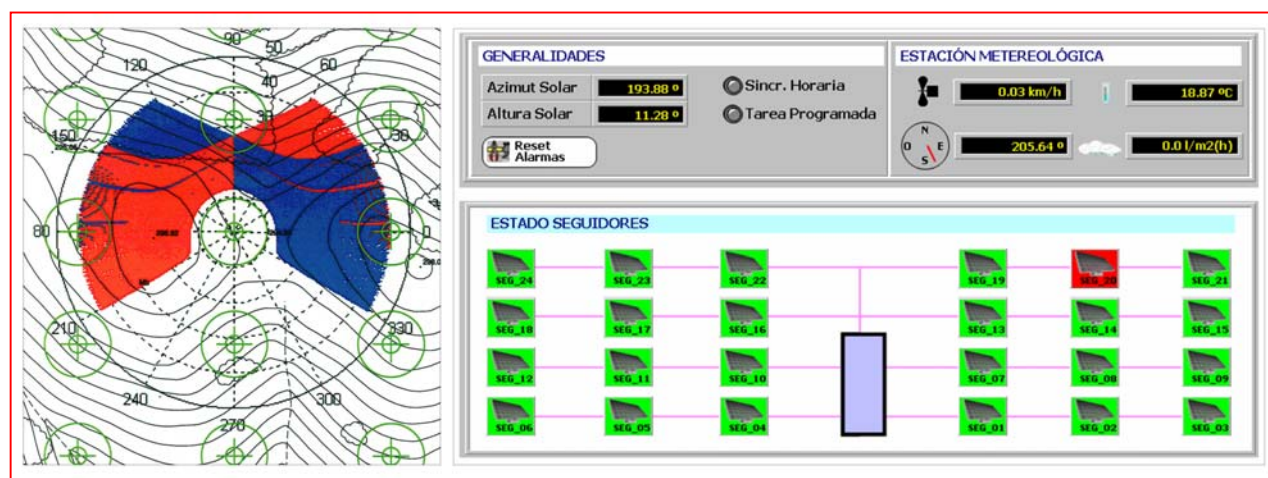 90
50
120
60
40
30
150
30
80
0
210
330
240
300
270
GENERALIDADES
Azimut Solar 193.88 º
Altura Solar 11.28 º
Sincr. Horaria
Tarea Programada
Reset
Alarmas
ESTACIÓN METEREOLÓGICA
0.03 km/h
18.87 ºC
N
O E
S
205.64 º
0.0 l/m2(h)
ESTADO SEGUIDORES
SEG_24 SEG_23 SEG_22 SEG_19 SEG_20 SEG_21
SEG_18 SEG_17 SEG_16 SEG_13 SEG_14 SEG_15
SEG_12 SEG_11 SEG_10 SEG_07 SEG_08 SEG_09
SEG_06 SEG_05 SEG_04 SEG_01 SEG_02 SEG_03